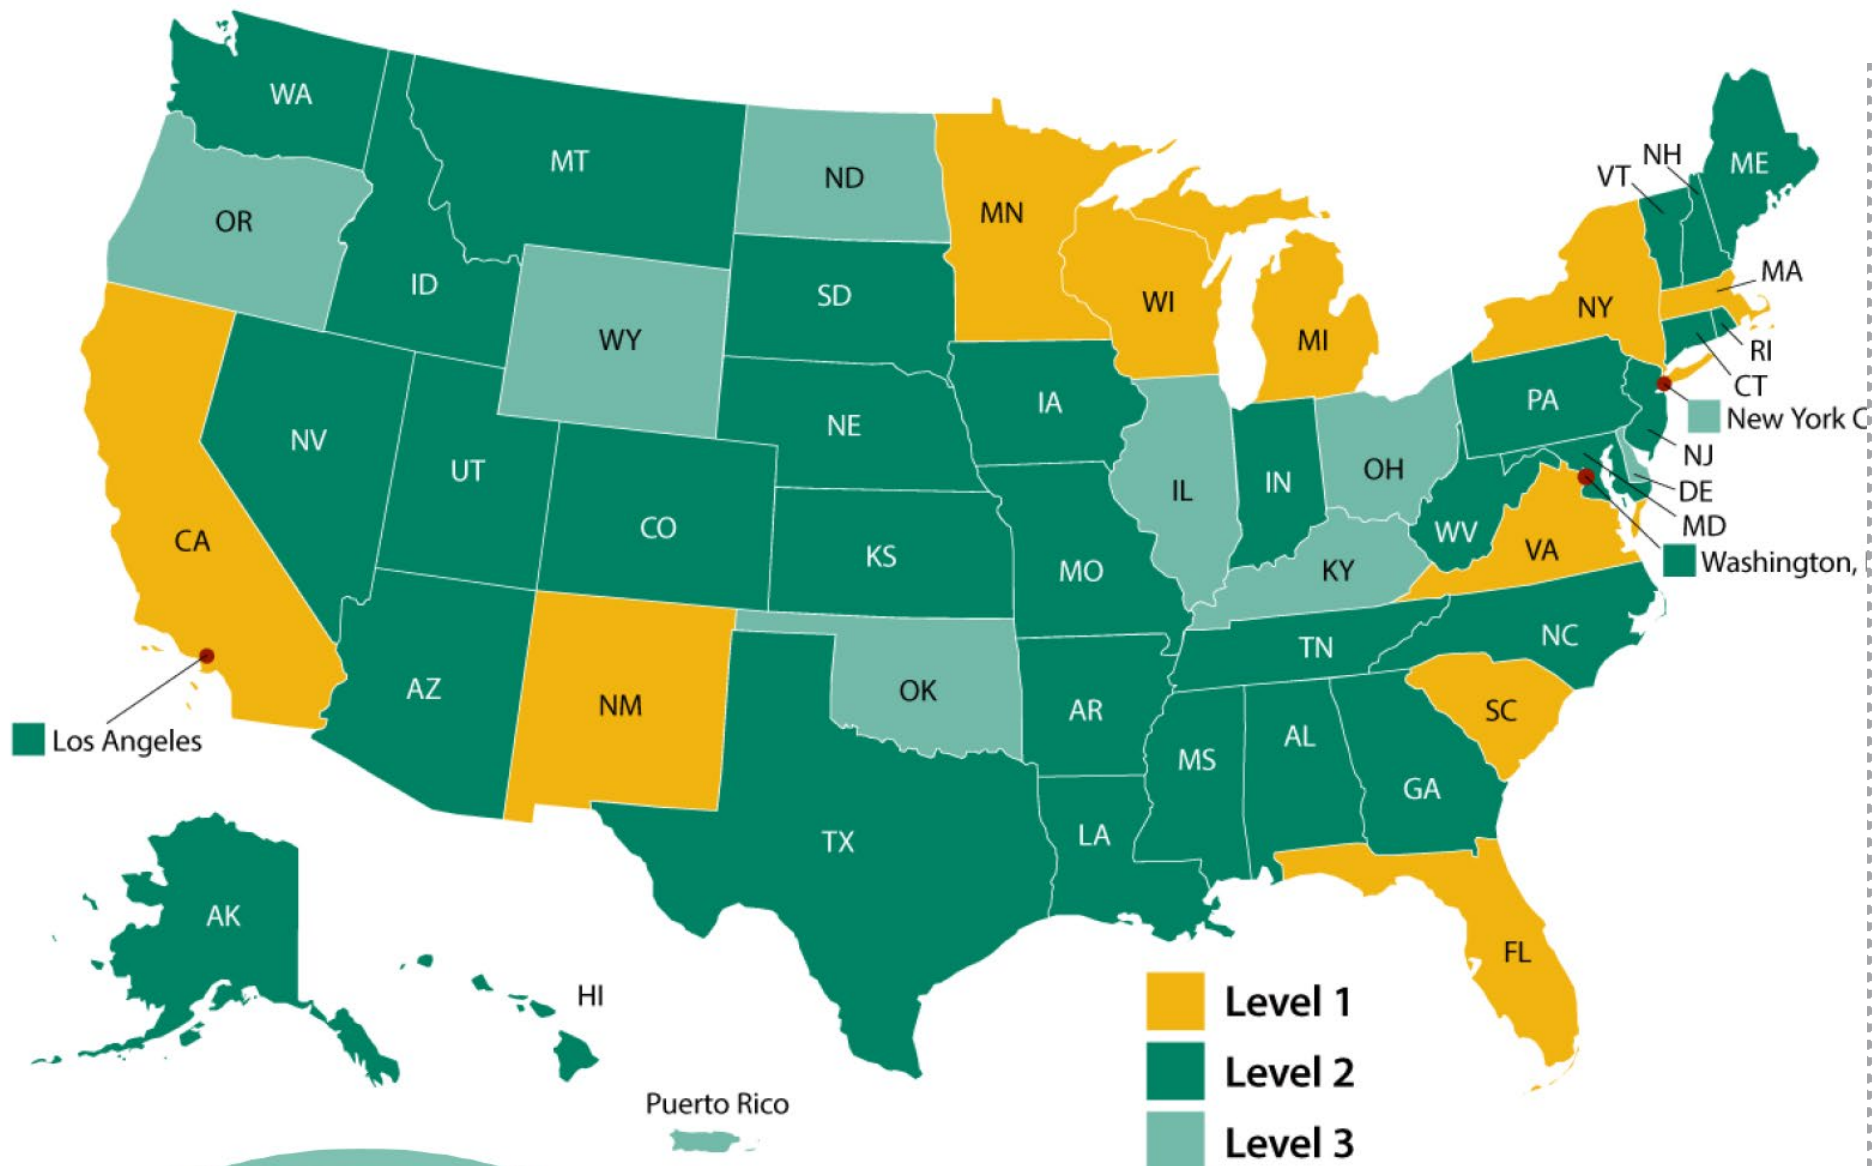 WA
MT
ND
MN
OR
ID
WY
SD
WI
MI
NY
VT
NH
ME
MA
RI
CT
New York C
NJ
DE
MD
Washington,
PA
IA
NE
NV
UT
CO
CA
KS
MO
IL
IN
OH
KY
WV
VA
NC
TN
SC
AZ
NM
OK
AR
MS
AL
GA
LA
TX
FL
Los Angeles
AK
HI
Puerto Rico
Level 1
Level 2
Level 3